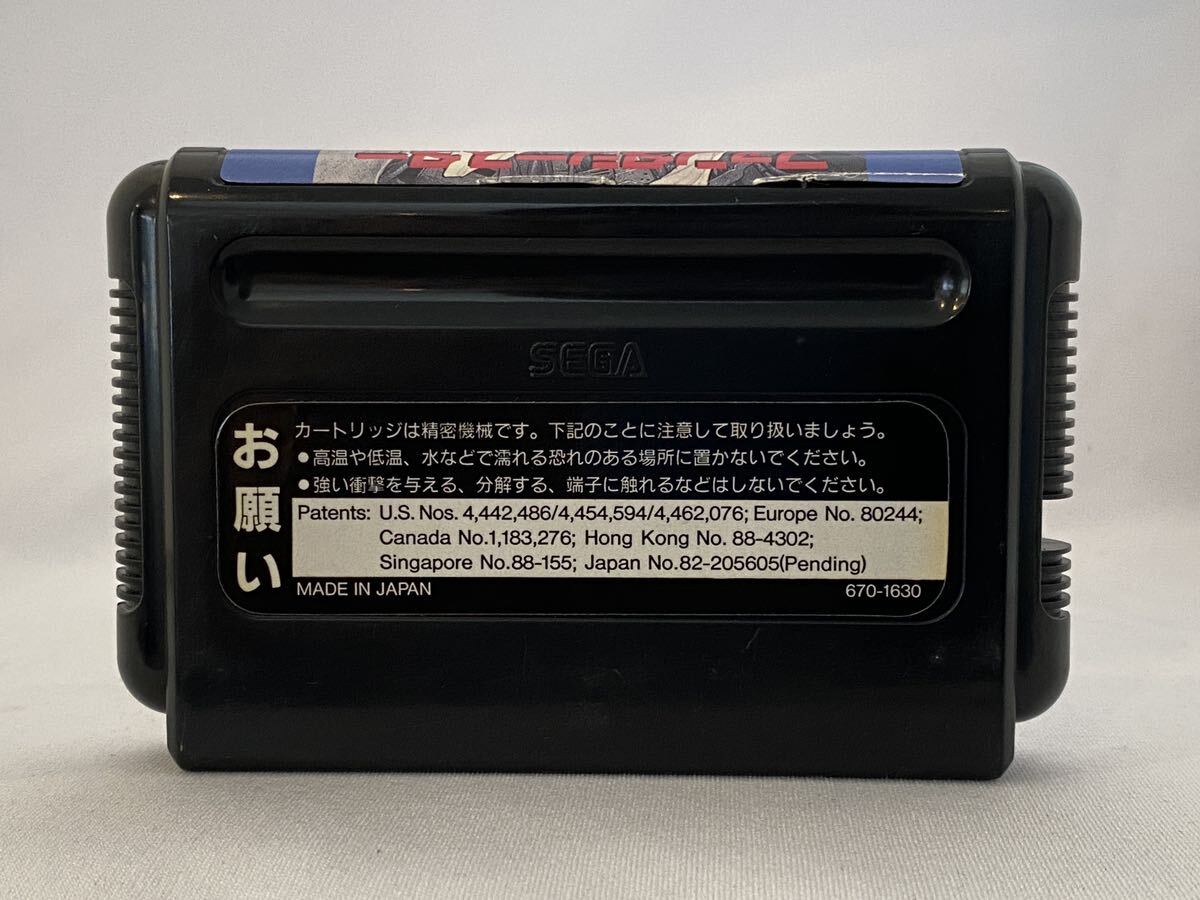 SEGA
お願い
カートリッジは精密機械です。下記のことに注意して取り扱いましょう。
●高温や低温、水などで濡れる恐れのある場所に置かないでください。
●強い衝撃を与える、分解する、端子に触れるなどはしないでください。
Patents: U.S. Nos. 4,442,486/4,454,594/4,462,076; Europe No. 80244;
Canada No.1,183,276; Hong Kong No. 88-4302;
Singapore No.88-155; Japan No.82-205605(Pending)
MADE IN JAPAN 670-1630